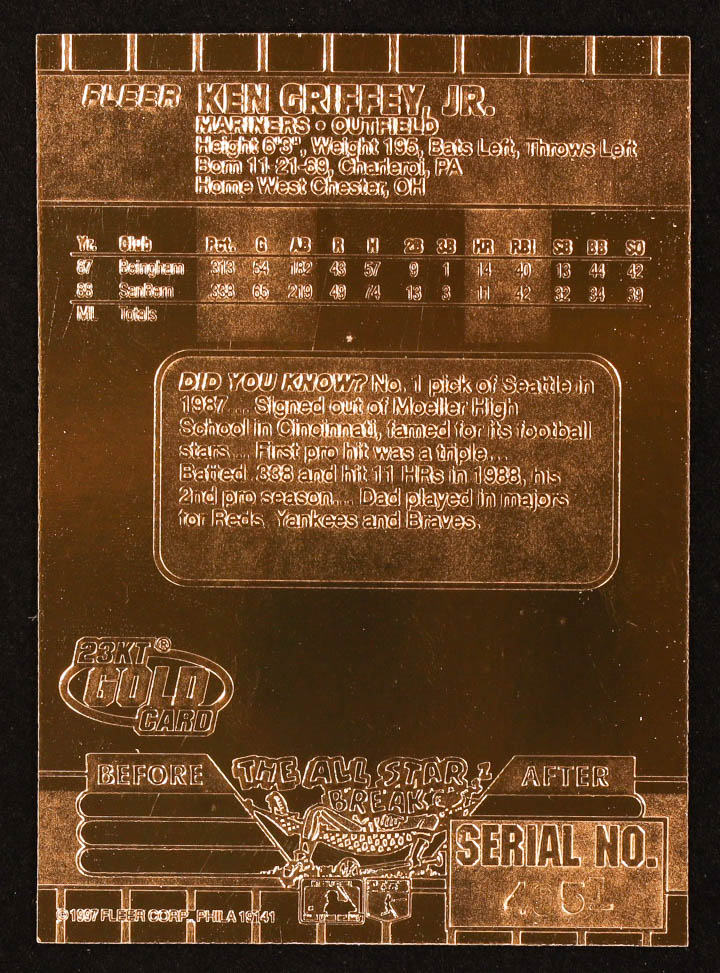 FLEER KEN GRIFFEY, JR.
MARINERS • OUTFIELD
Height 6'3", Weight 195, Bats Left, Throws Left
Born 11-21-69, Charleroi, PA
Home West Chester, OH
Yr. Club Pct. G AB R H 2B 3B HR RBI SB BB SO
87 Belngham .313 54 182 43 57 9 1 14 40 13 44 42
88 SanBern .338 66 219 49 74 13 3 11 42 32 34 39
ML Totals
DID YOU KNOW? No. 1 pick of Seattle in
1987... Signed out of Moeller High
School in Cincinnati, famed for its football
stars... First pro hit was a triple...
Batted .338 and hit 11 HRs in 1988, his
2nd pro season... Dad played in majors
for Reds, Yankees and Braves.
23KT®
GOLD
CARD
BEFORE THE ALL STAR AFTER
BREAK
SERIAL NO.
© 1997 FLEER CORP., PHILA 19141